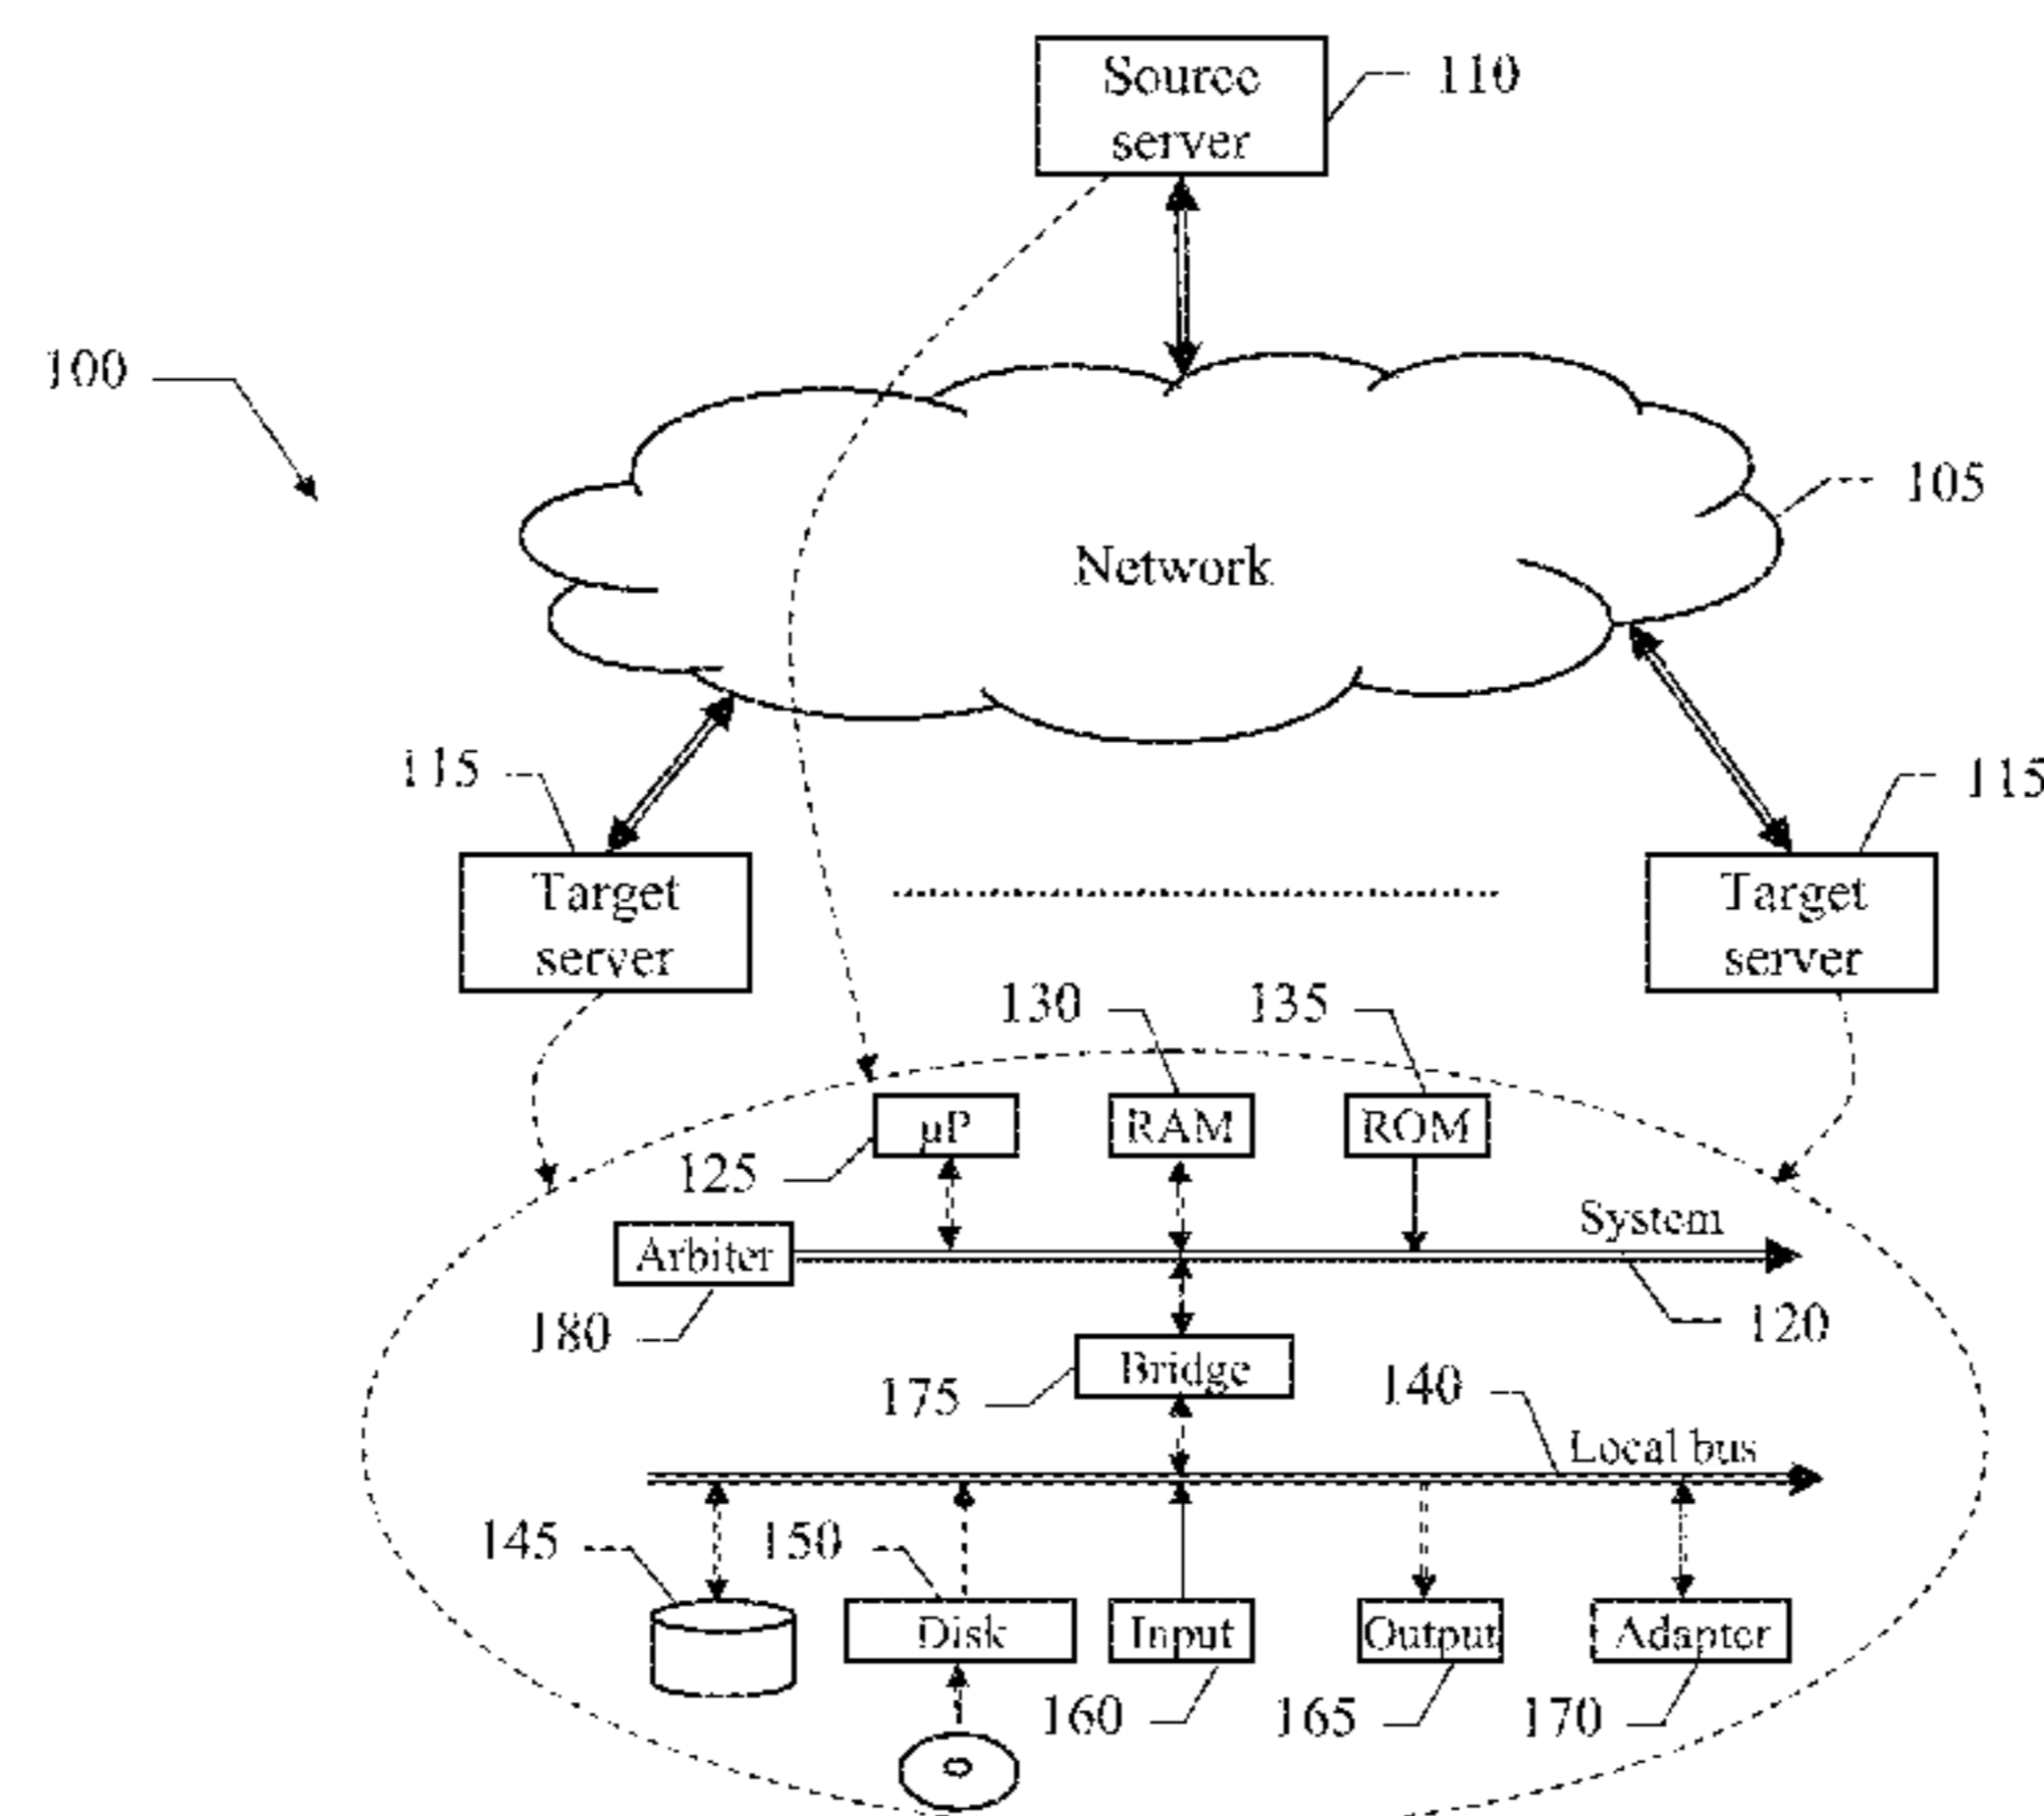 Source
server
110
100
105
Network
115
115
Target
server
Target
server
130
135
µP
RAM
ROM
125
System
Arbiter
180
120
Bridge
175
140
Local bus
145
150
Disk
Input
Output
Adapter
160
165
170